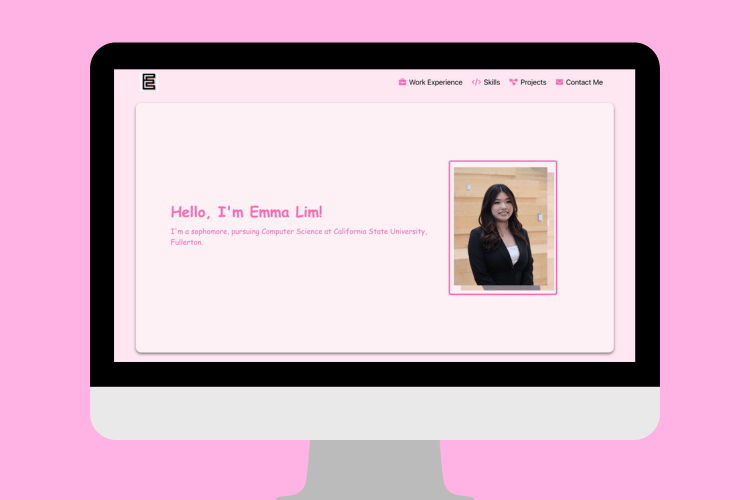 E
Work Experience
Skills
Projects
Contact Me
Hello, I'm Emma Lim!
I'm a sophomore, pursuing Computer Science at California State University,
Fullerton.